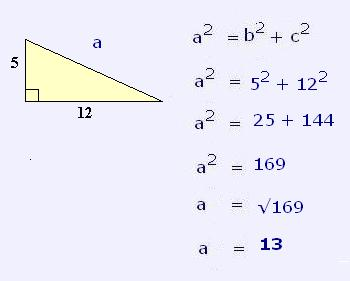 a
5
12
a² = b² + c²
a² = 5² + 12²
a² = 25 + 144
a² = 169
a = √169
a = 13